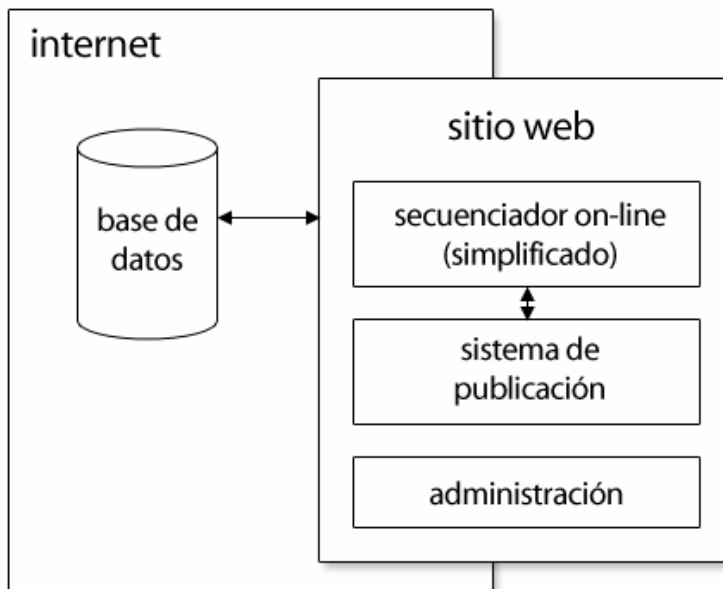 internet
sitio web
base de
datos
secuenciador on-line
(simplificado)
sistema de
publicación
administración